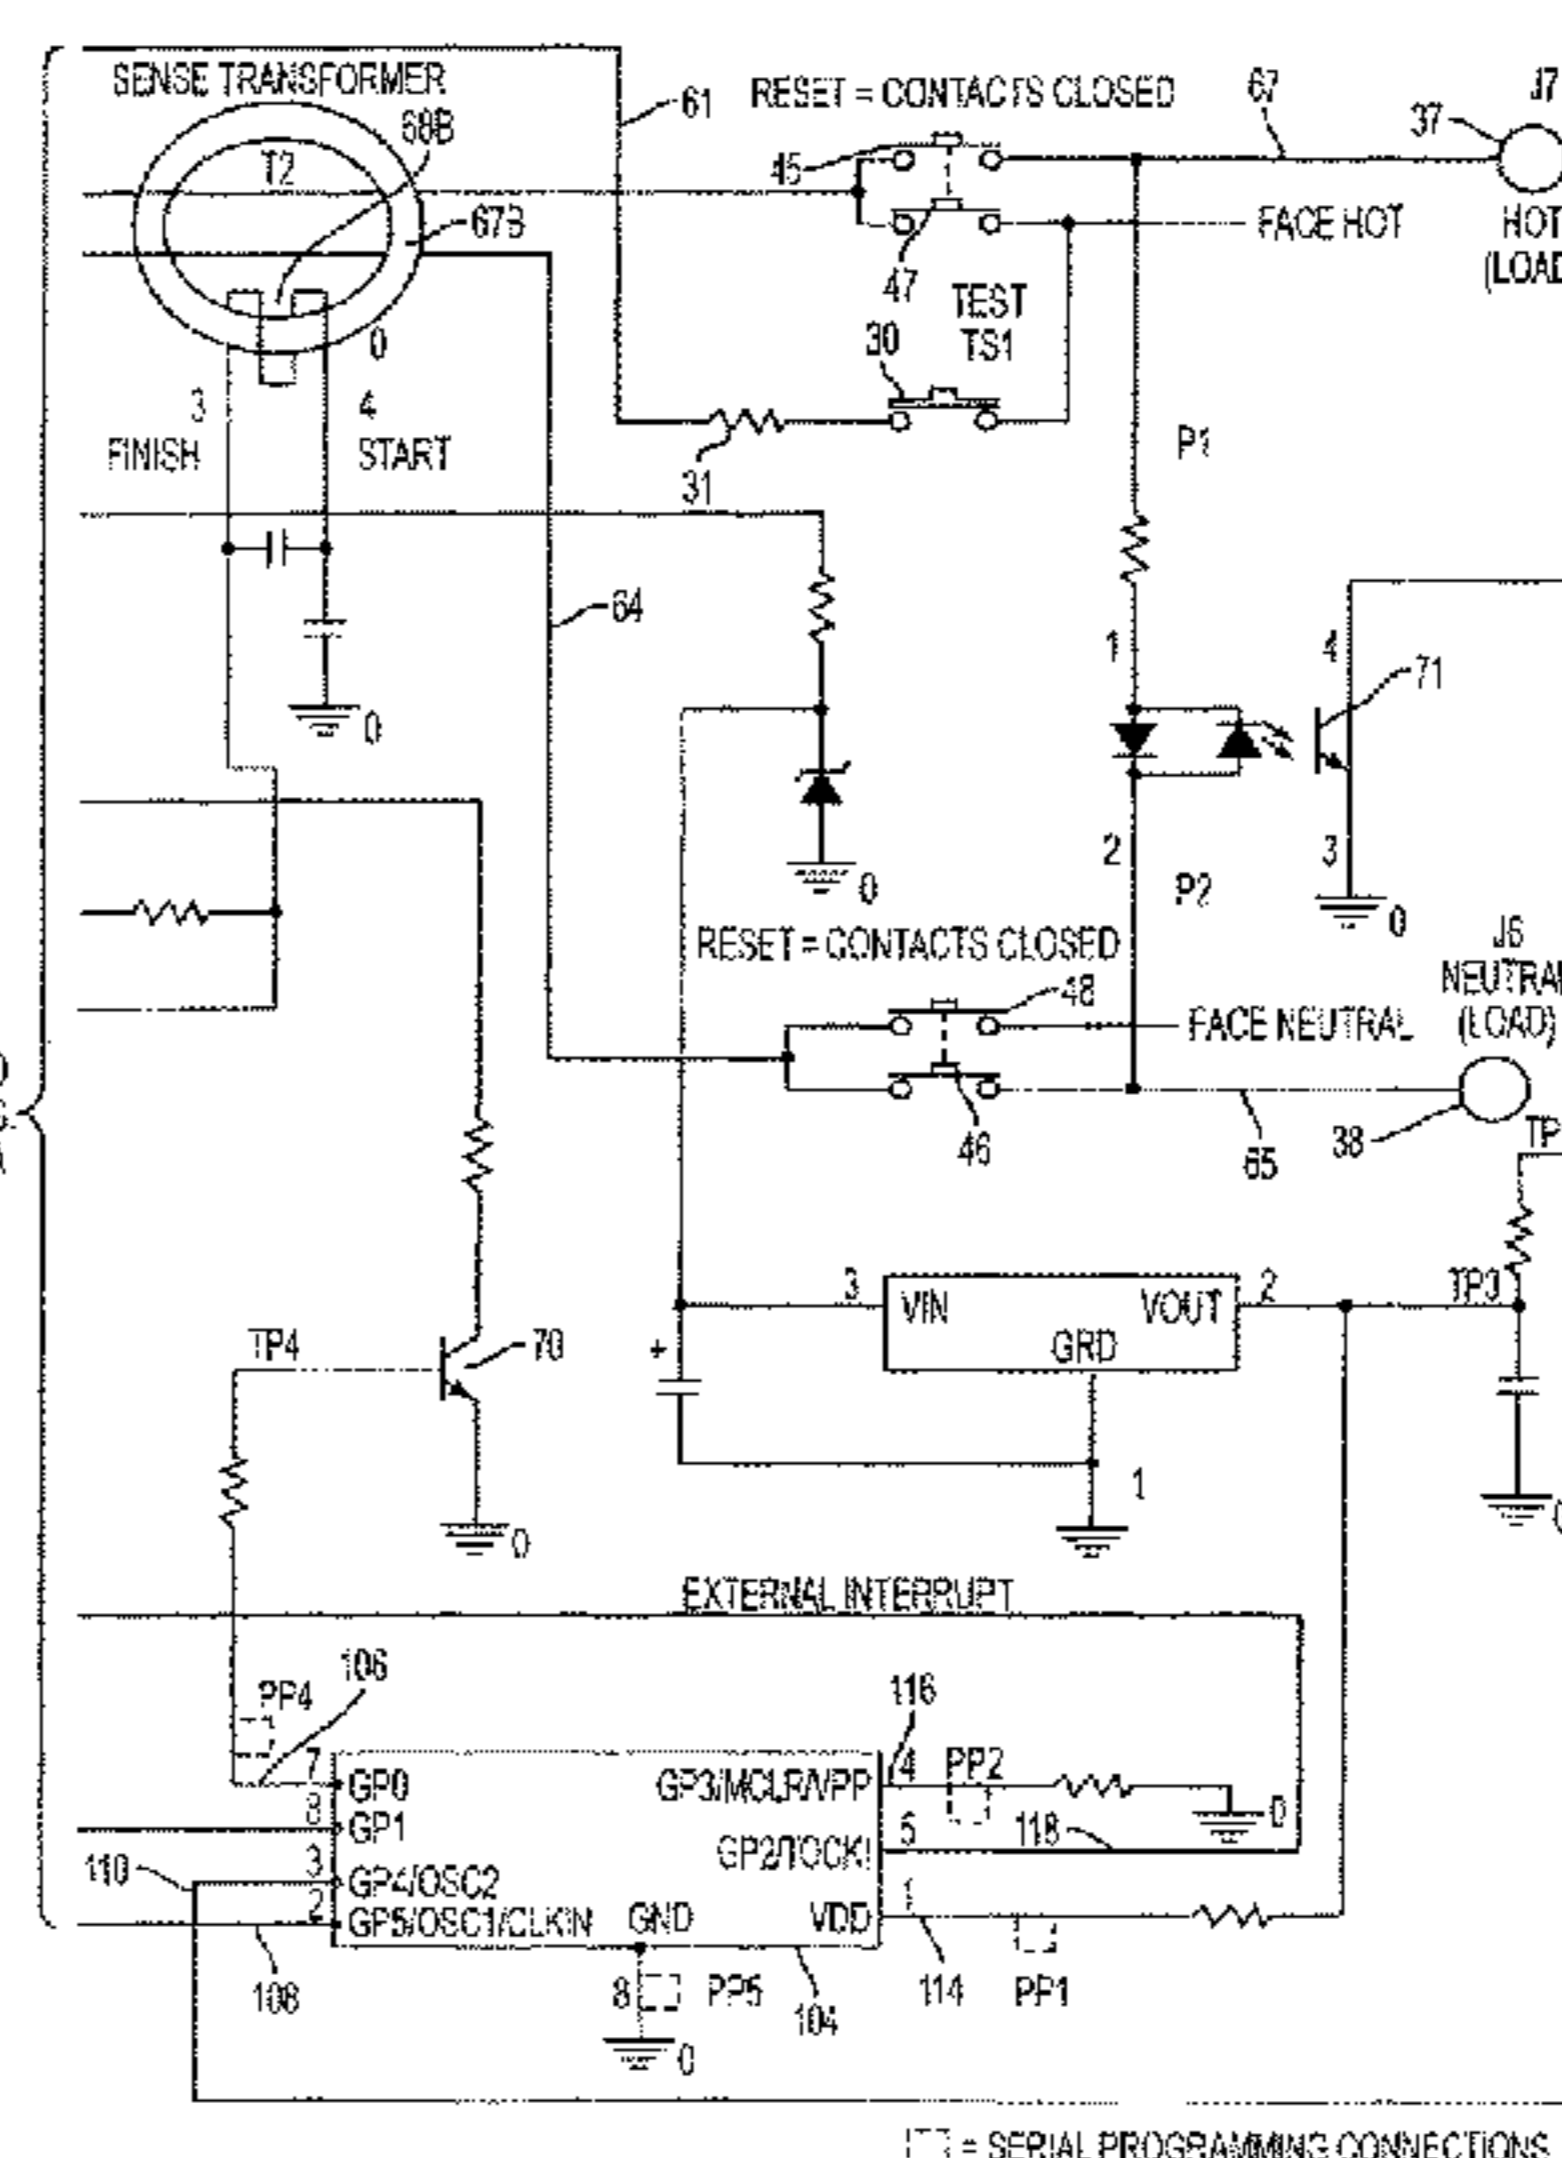 SENSE TRANSFORMER
68B
T2
67B
0
3
4
FINISH
START
61
RESET = CONTACTS CLOSED
45
47
TEST
TS1
30
31
67
37
J7
HOT
FACE HOT
P1
64
0
1
4
71
2
3
P2
0
0
RESET = CONTACTS CLOSED
48
FACE NEUTRAL
J6
(LOAD)
46
65
38
TP3
3
VIN
VOUT
2
GRD
+
1
TP4
70
0
EXTERNAL INTERRUPT
106
PP4
7
GP0
GP1
3
GP4/OSC2
2
GP5/OSC1/CLKIN
GND
VDD
GP3/MCLR/VPP
GP2/TOCKI
116
4
PP2
0
5
118
1
110
108
8
PP5
104
114
PP1
0
= SERIAL PROGRAMMING CONNECTIONS